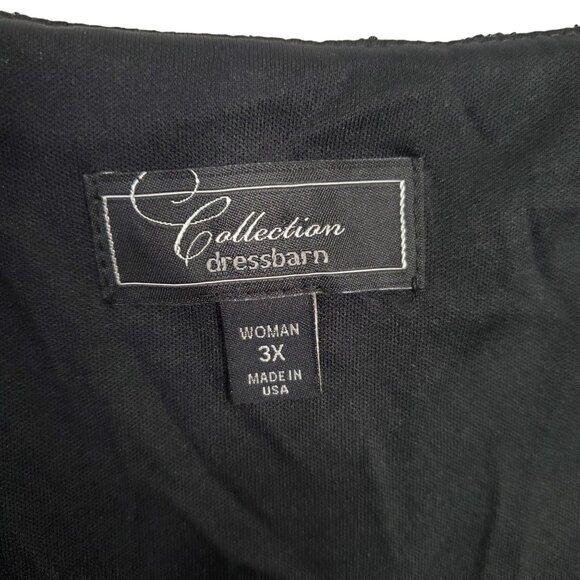 Collection
dressbarn
WOMAN
3X
MADE IN
USA